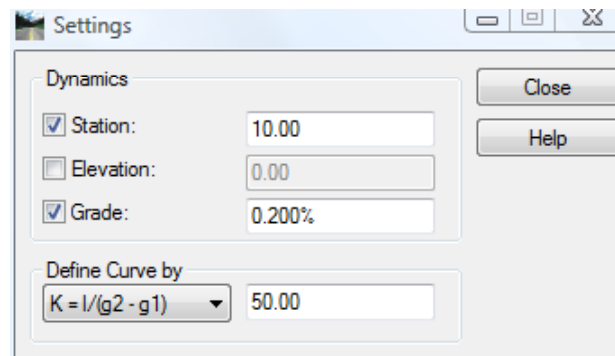 Settings
Dynamics
Close
Station: 10.00
Help
Elevation: 0.00
Grade: 0.200%
Define Curve by
K = l/(g2 - g1) 50.00